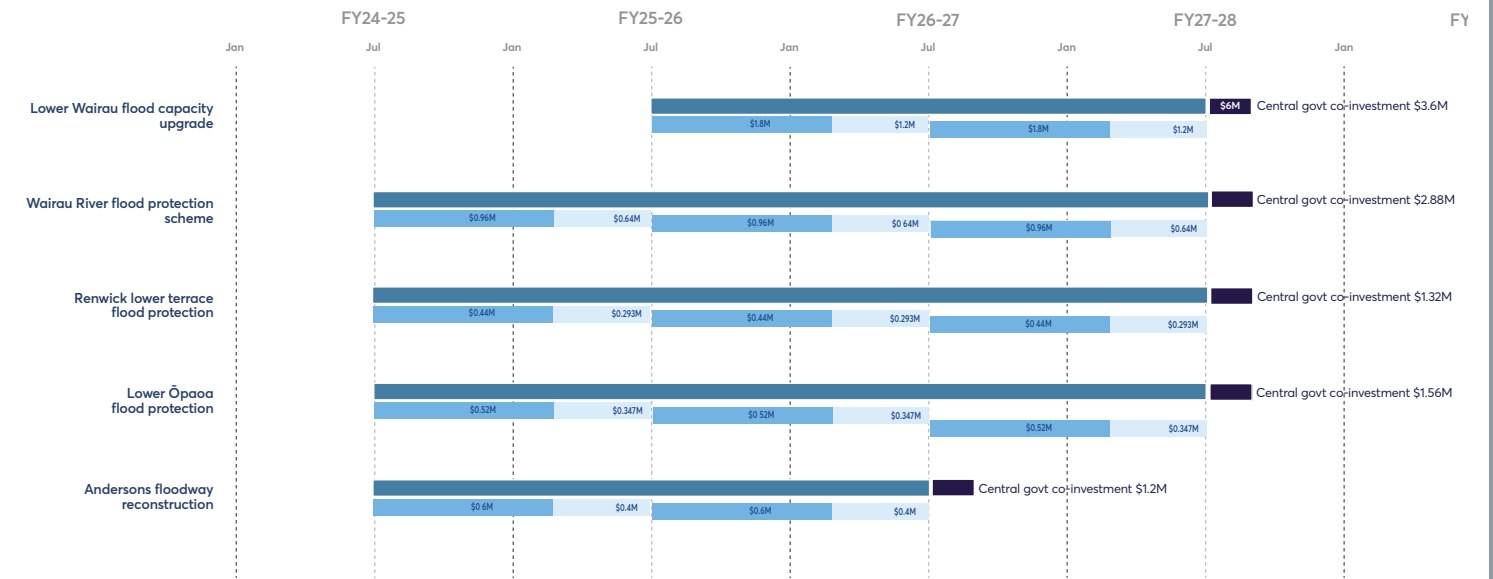 FY24-25 FY25-26 FY26-27 FY27-28 FY
Jan Jul Jan Jul Jan Jul Jan Jul Jan
Lower Wairau flood capacity
upgrade
$6M Central govt co-investment $3.6M
$1.8M $1.2M $1.8M $1.2M
Wairau River flood protection
scheme
Central govt co-investment $2.88M
$0.96M $0.64M $0.96M $0 64M $0.96M $0.64M
Renwick lower terrace
flood protection
Central govt co-investment $1.32M
$0.44M $0.293M $0.44M $0.293M $0 44M $0.293M
Lower Ōpaoa
flood protection
Central govt co-investment $1.56M
$0.52M $0.347M $0 52M $0.347M $0.52M $0.347M
Andersons floodway
reconstruction
Central govt co-investment $1.2M
$0 6M $0.4M $0.6M $0.4M